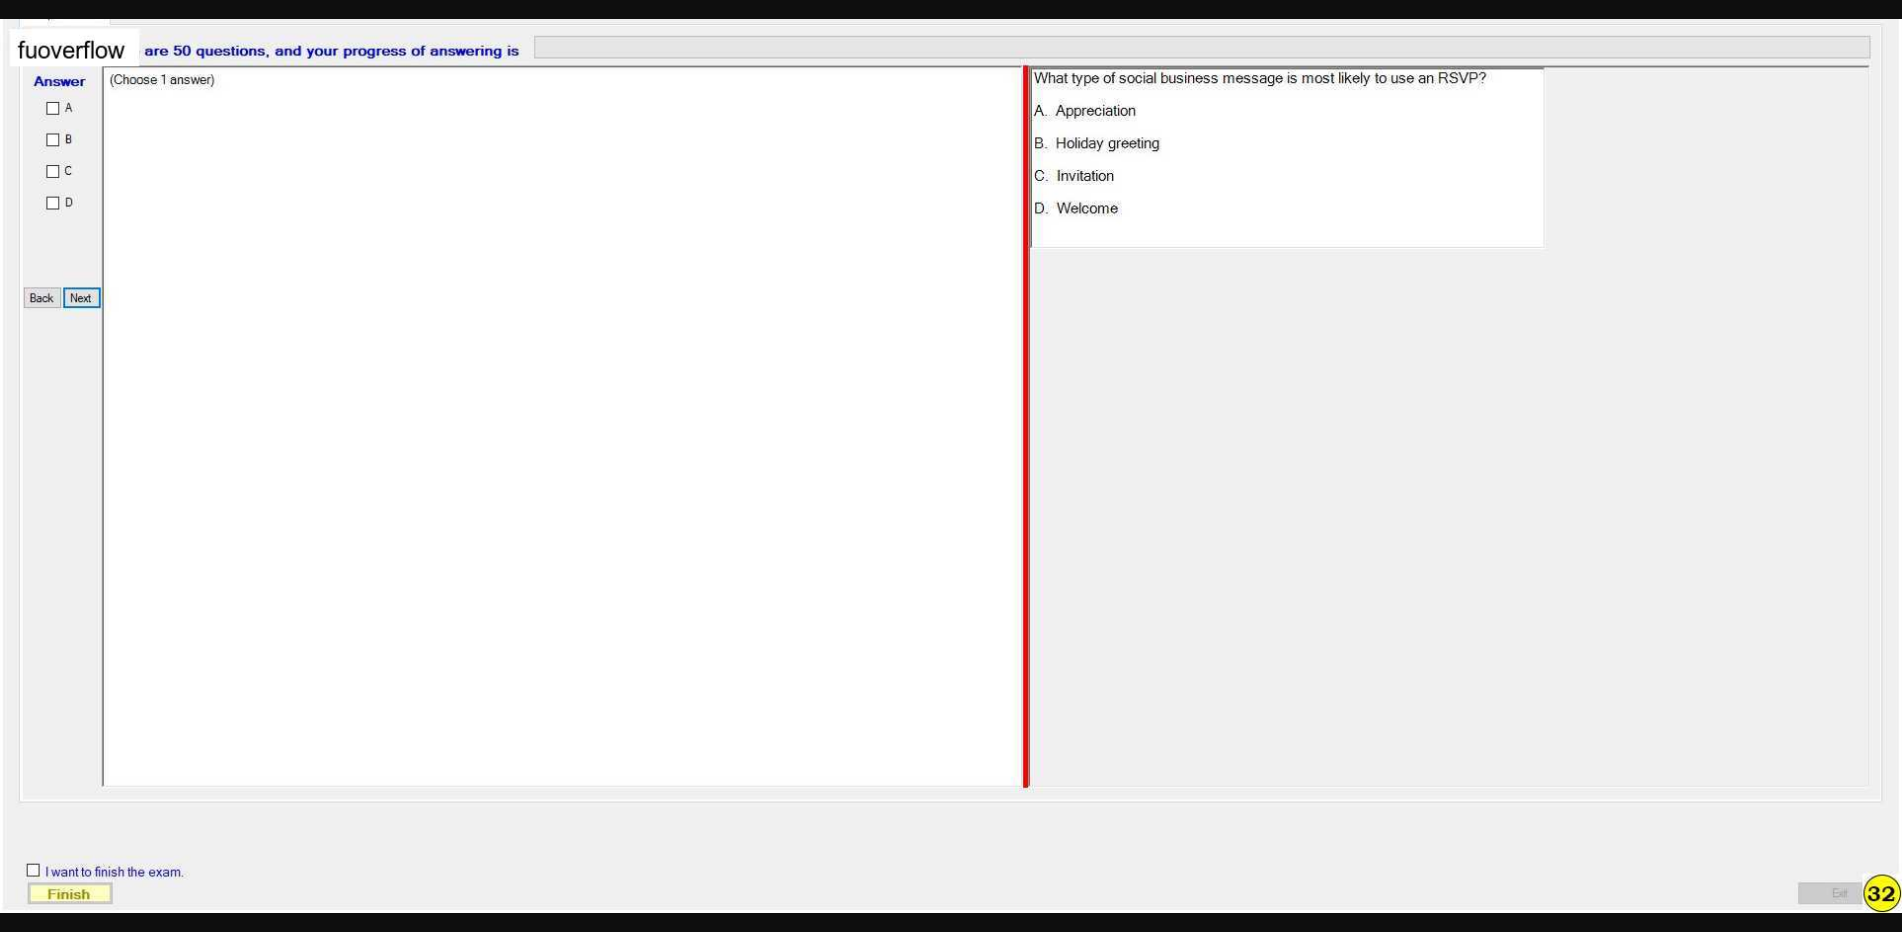 fuoverflow are 50 questions, and your progress of answering is
Answer
A
B
C
D
Back Next
(Choose 1 answer)
What type of social business message is most likely to use an RSVP?
A. Appreciation
B. Holiday greeting
C. Invitation
D. Welcome
I want to finish the exam.
Finish
Exit
32